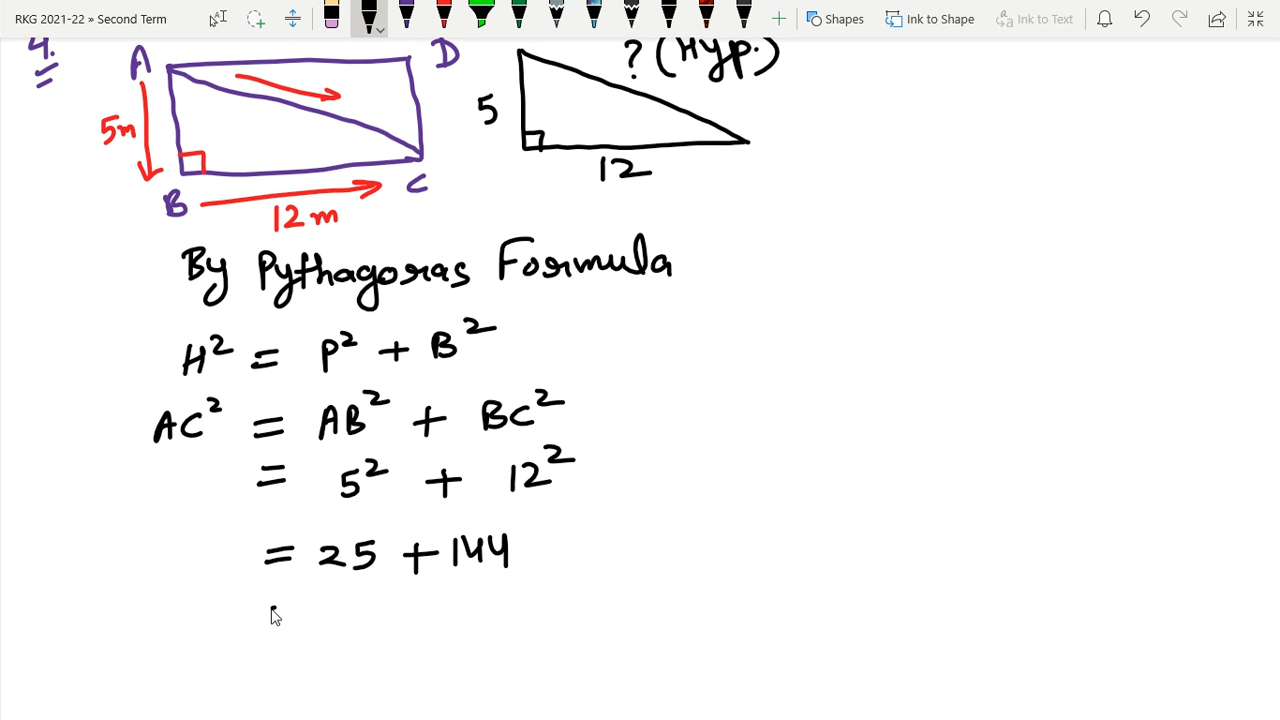 RKG 2021-22 » Second Term
Shapes
Ink to Shape
Ink to Text
4.
A
D
? (Hyp.)
5m
5
B
C
12
12 m
By Pythagoras Formula
H² = P² + B²
AC² = AB² + BC²
= 5² + 12²
= 25 + 144